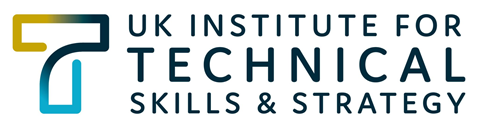 UK INSTITUTE FOR
TECHNICAL
SKILLS & STRATEGY